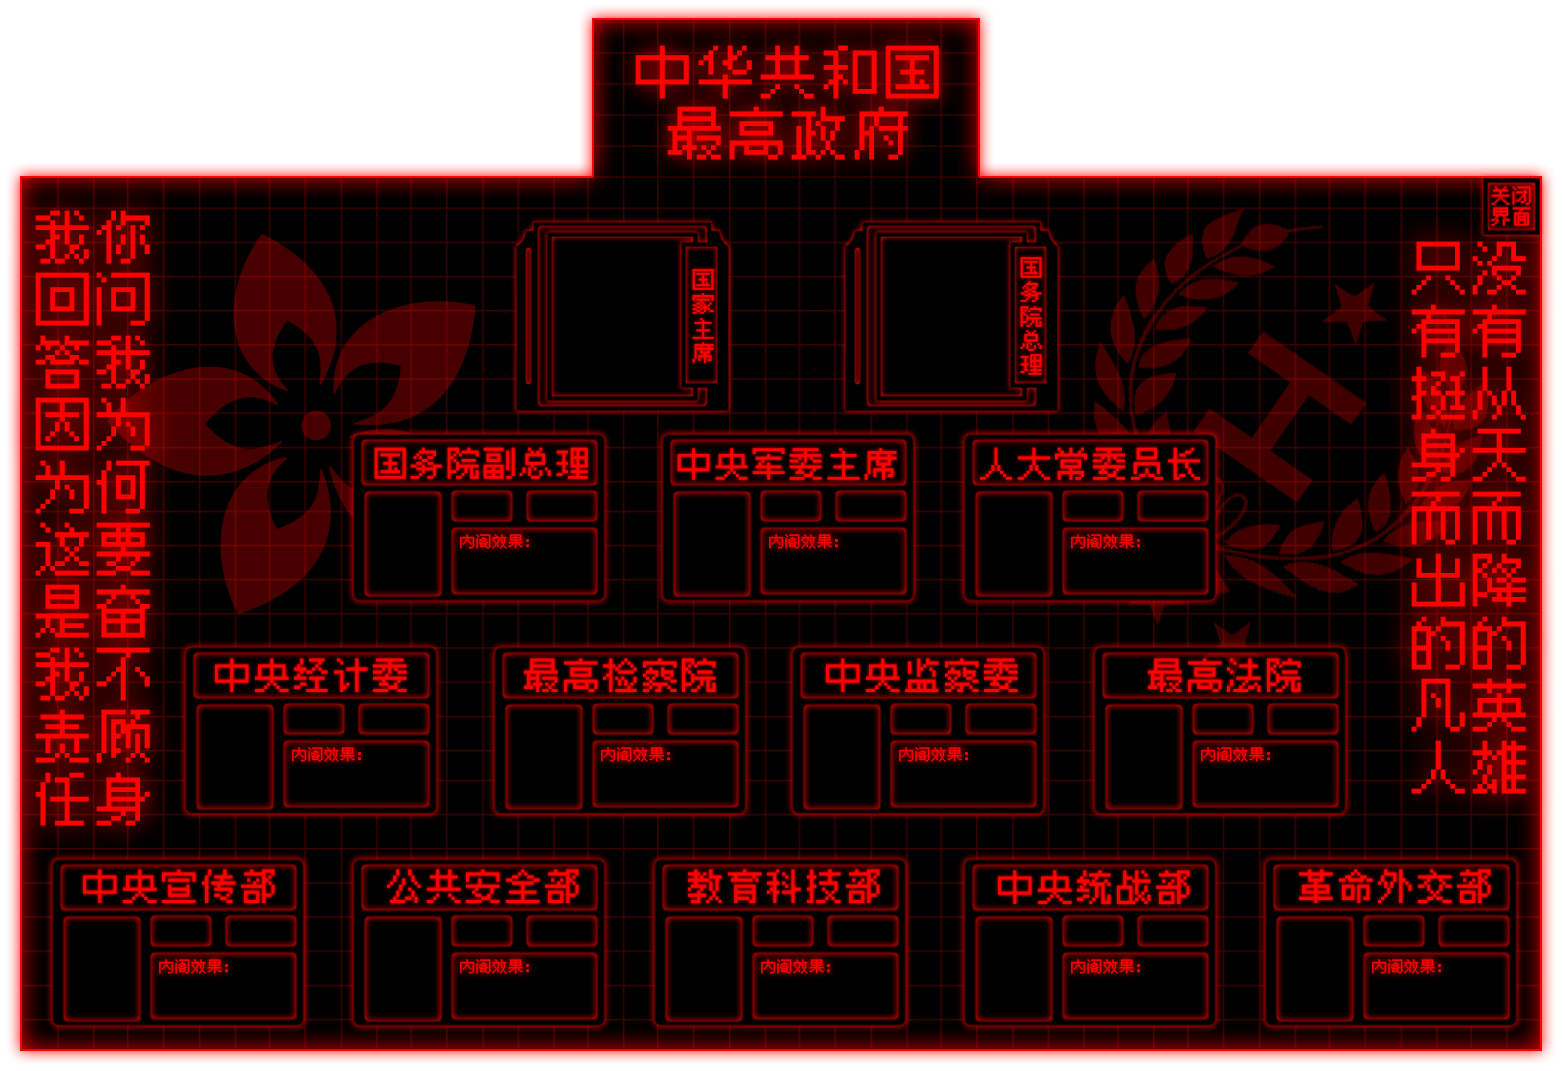 中华共和国
最高政府
关闭
界面
你问我为何要奋不顾身
我回答因为这是我责任
没有从天而降的英雄
只有挺身而出的凡人
国家主席
国务院总理
国务院副总理
内阁效果:
中央军委主席
内阁效果:
人大常委员长
内阁效果:
中央经计委
内阁效果:
最高检察院
内阁效果:
中央监察委
内阁效果:
最高法院
内阁效果:
中央宣传部
内阁效果:
公共安全部
内阁效果:
教育科技部
内阁效果:
中央统战部
内阁效果:
革命外交部
内阁效果:
H